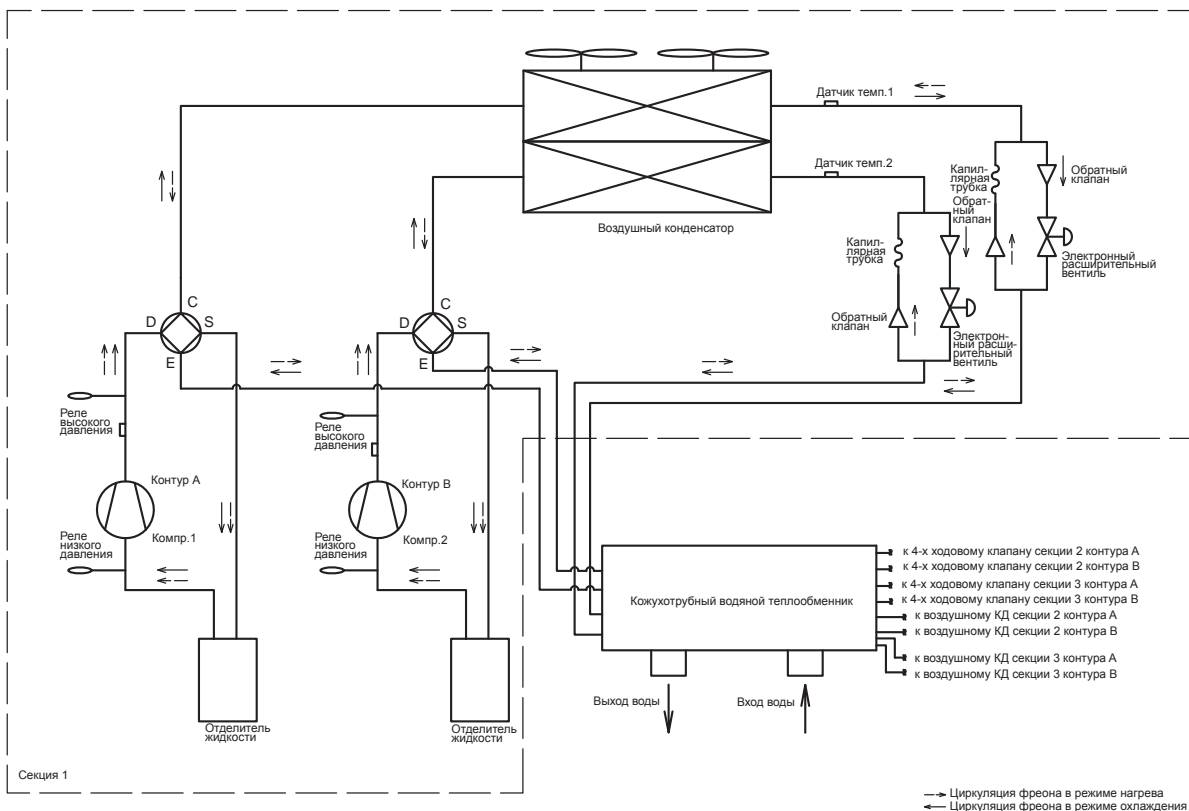 Датчик темп.1
Датчик темп.2
Воздушный конденсатор
Капил-
лярная
трубка
Обрат-
ный
клапан
Обратный
клапан
Электронный
расширительный
вентиль
Капил-
лярная
трубка
Обратный
клапан
Электрон-
ный расши-
рительный
вентиль
C
D
S
E
C
D
S
E
Реле
высокого
давления
Реле
высокого
давления
Контур А
Компр.1
Контур В
Компр.2
Реле
низкого
давления
Реле
низкого
давления
Отделитель
жидкости
Отделитель
жидкости
Кожухотрубный водяной теплообменник
к 4-х ходовому клапану секции 2 контура А
к 4-х ходовому клапану секции 2 контура В
к 4-х ходовому клапану секции 3 контура А
к 4-х ходовому клапану секции 3 контура В
к воздушному КД секции 2 контура А
к воздушному КД секции 2 контура В
к воздушному КД секции 3 контура А
к воздушному КД секции 3 контура В
Выход воды
Вход воды
Секция 1
Циркуляция фреона в режиме нагрева
Циркуляция фреона в режиме охлаждения